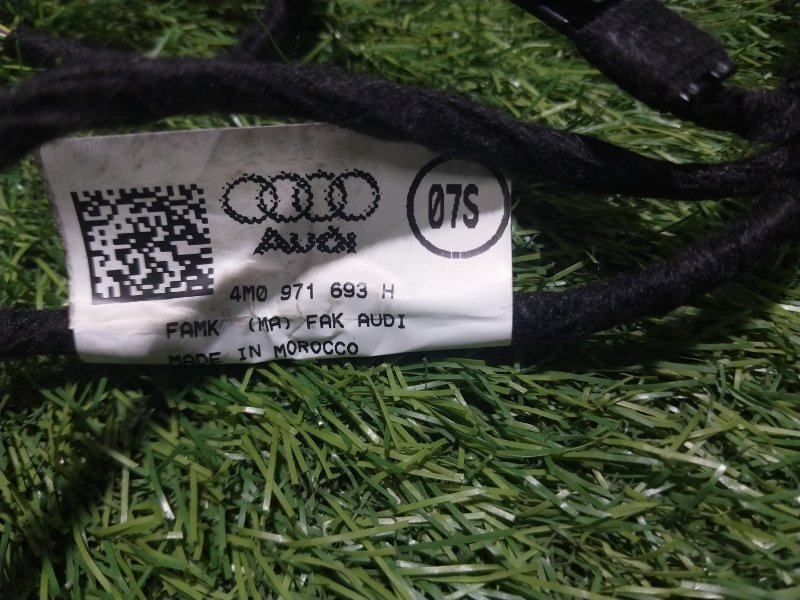 07S
AUDI
4M0 971 693 H
FAMK (MA) FAK AUDI
MADE IN MOROCCO